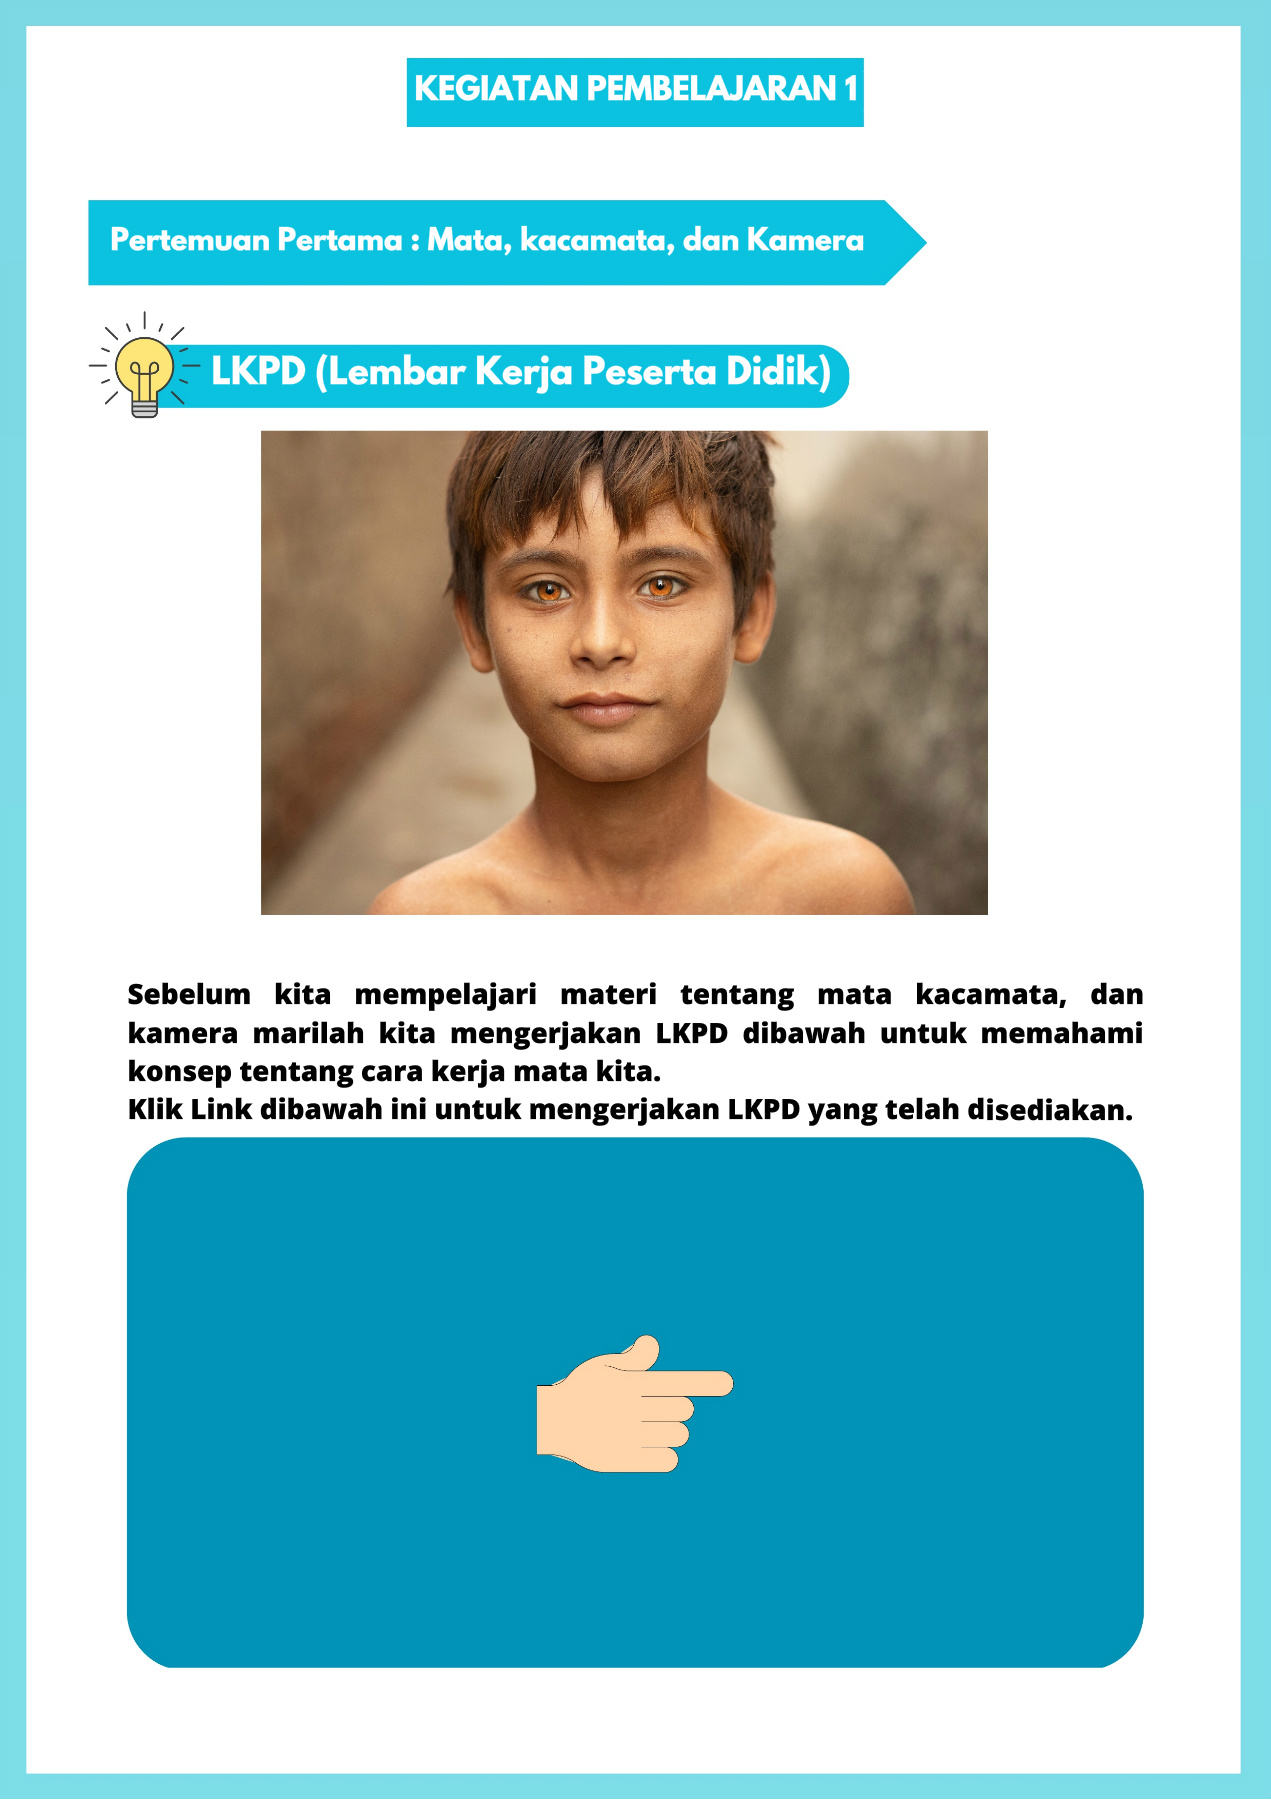 KEGIATAN PEMBELAJARAN 1
Pertemuan Pertama : Mata, kacamata, dan Kamera
LKPD (Lembar Kerja Peserta Didik)
Sebelum kita mempelajari materi tentang mata kacamata, dan
kamera marilah kita mengerjakan LKPD dibawah untuk memahami
konsep tentang cara kerja mata kita.
Klik Link dibawah ini untuk mengerjakan LKPD yang telah disediakan.